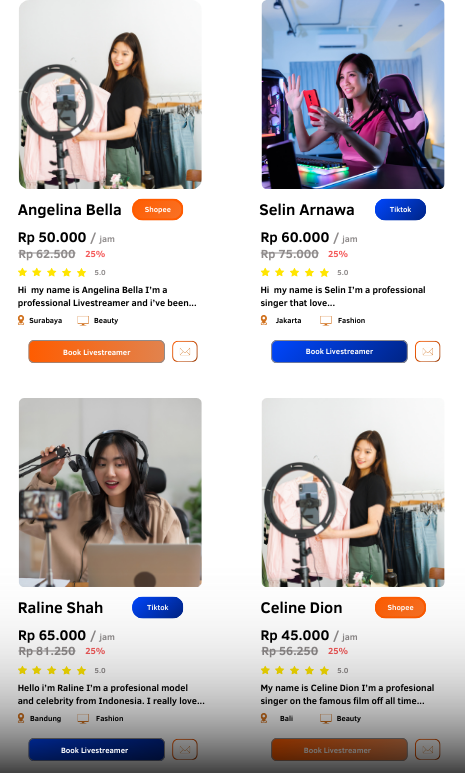 Angelina Bella
Shopee
Rp 50.000 / jam
Rp 62.500 25%
5.0
Hi my name is Angelina Bella I'm a
professional Livestreamer and i've been...
Surabaya Beauty
Book Livestreamer
Selin Arnawa
Tiktok
Rp 60.000 / jam
Rp 75.000 25%
5.0
Hi my name is Selin I'm a professional
singer that love...
Jakarta Fashion
Book Livestreamer
Raline Shah
Tiktok
Rp 65.000 / jam
Rp 81.250 25%
5.0
Hello i'm Raline I'm a profesional model
and celebrity from Indonesia. I really love...
Bandung Fashion
Book Livestreamer
Celine Dion
Shopee
Rp 45.000 / jam
Rp 56.250 25%
5.0
My name is Celine Dion I'm a profesional
singer on the famous film off all time...
Bali Beauty
Book Livestreamer